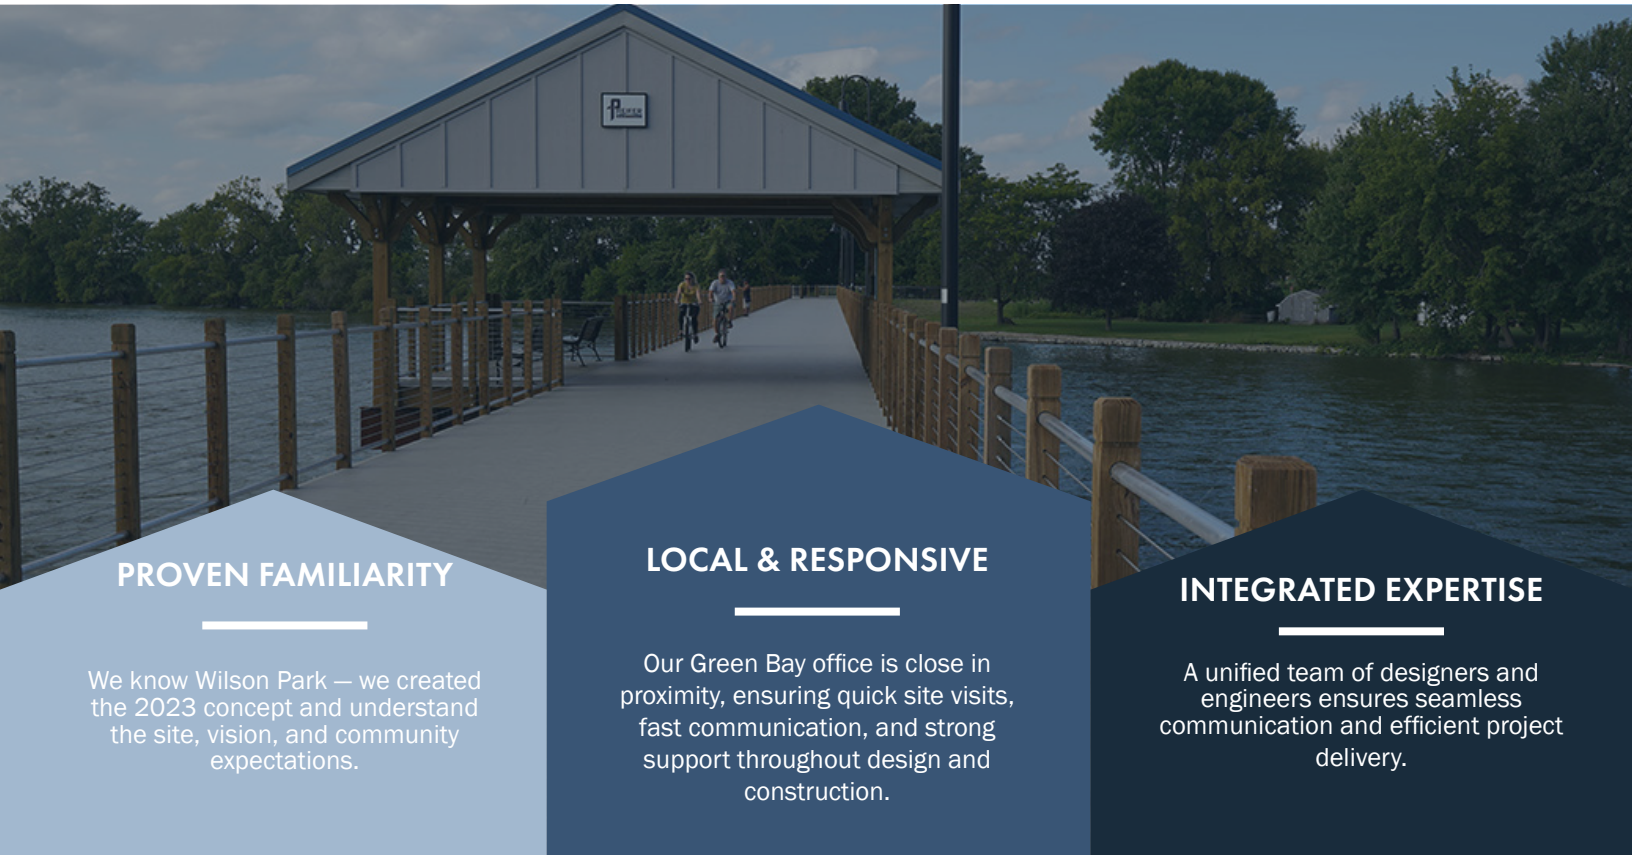 PROVEN FAMILIARITY
We know Wilson Park — we created
the 2023 concept and understand
the site, vision, and community
expectations.
LOCAL & RESPONSIVE
Our Green Bay office is close in
proximity, ensuring quick site visits,
fast communication, and strong
support throughout design and
construction.
INTEGRATED EXPERTISE
A unified team of designers and
engineers ensures seamless
communication and efficient project
delivery.